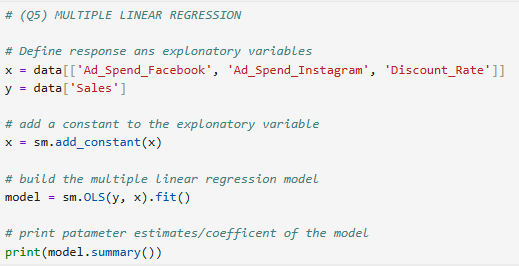 # (Q5) MULTIPLE LINEAR REGRESSION
# Define response ans explonatory variables
x = data[['Ad_Spend_Facebook', 'Ad_Spend_Instagram', 'Discount_Rate']]
y = data['Sales']
# add a constant to the explonatory variable
x = sm.add_constant(x)
# build the multiple linear regression model
model = sm.OLS(y, x).fit()
# print patameter estimates/coefficent of the model
print(model.summary())